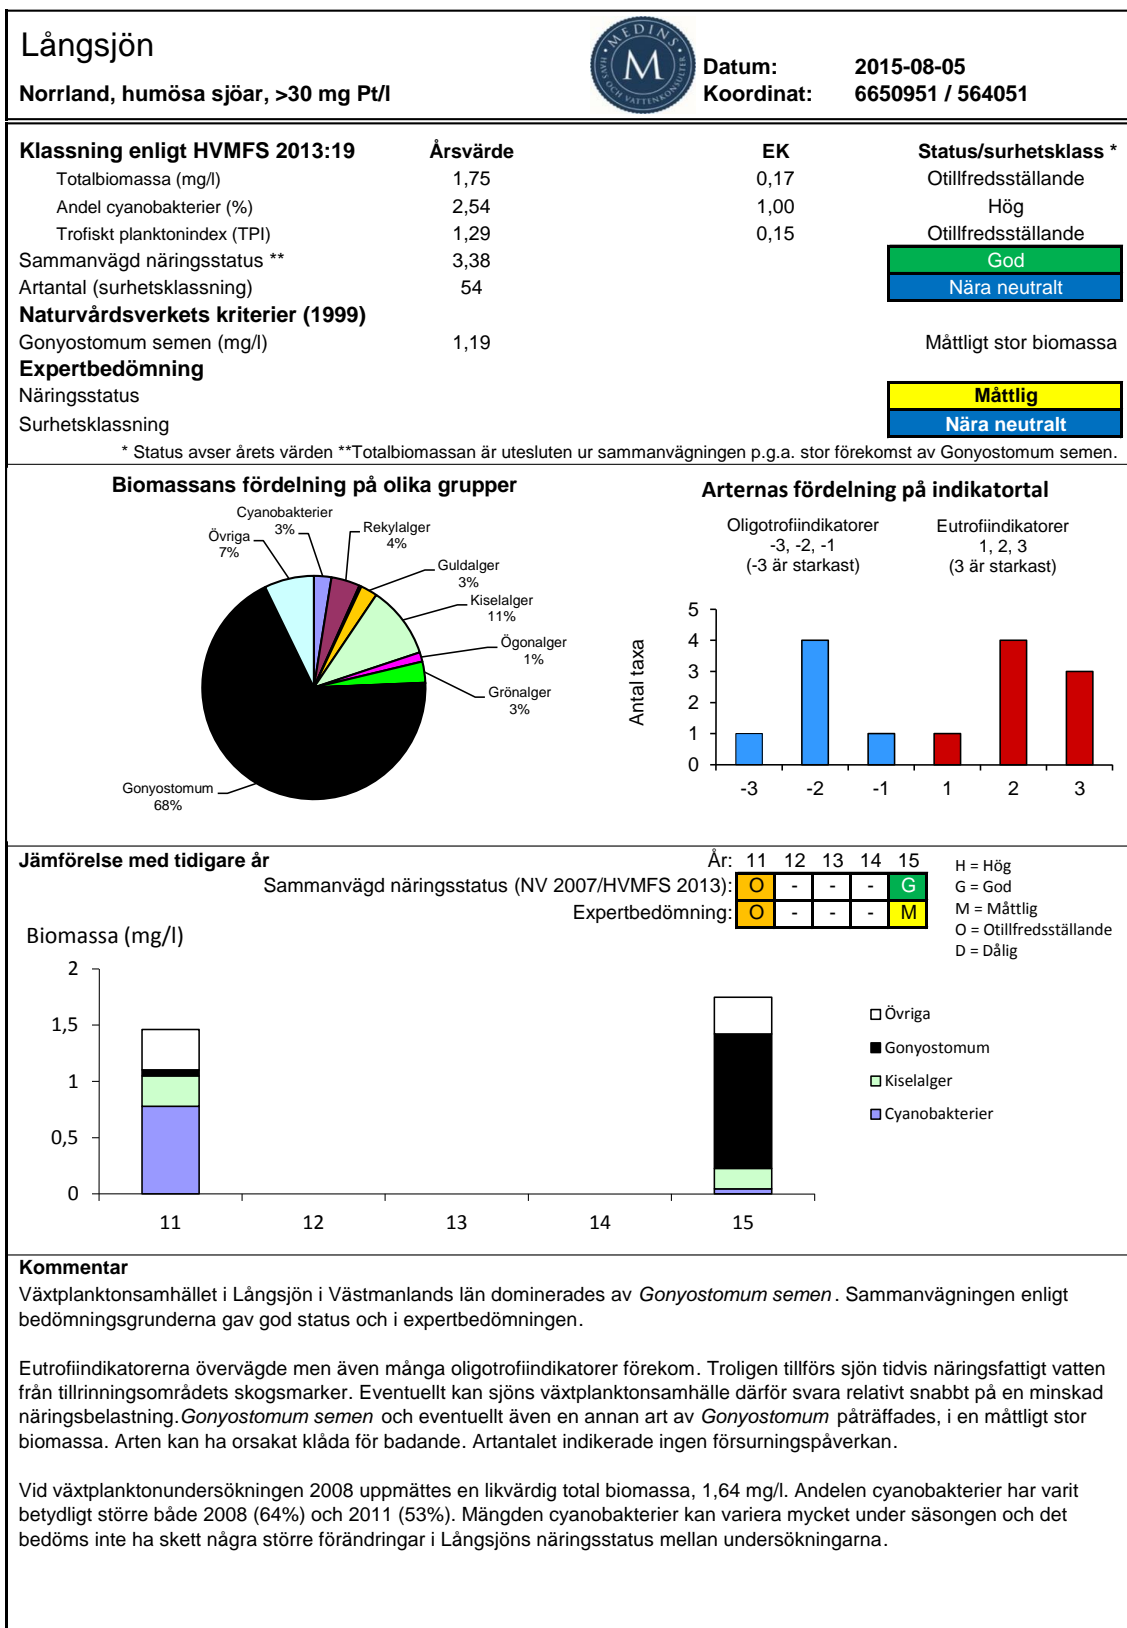 Långsjön
Norrland, humösa sjöar, >30 mg Pt/l
MEDINS
M
HAVS OCH VATTENKONSULTER
Datum: 2015-08-05
Koordinat: 6650951 / 564051
Klassning enligt HVMFS 2013:19 Årsvärde EK Status/surhetsklass *
Totalbiomassa (mg/l) 1,75 0,17 Otillfredsställande
Andel cyanobakterier (%) 2,54 1,00 Hög
Trofiskt planktonindex (TPI) 1,29 0,15 Otillfredsställande
Sammanvägd näringsstatus ** 3,38 God
Artantal (surhetsklassning) 54 Nära neutralt
Naturvårdsverkets kriterier (1999)
Gonyostomum semen (mg/l) 1,19 Måttligt stor biomassa
Expertbedömning
Näringsstatus Måttlig
Surhetsklassning Nära neutralt
* Status avser årets värden **Totalbiomassan är utesluten ur sammanvägningen p.g.a. stor förekomst av Gonyostomum semen.
Biomassans fördelning på olika grupper
Cyanobakterier
3%
Rekylalger
4%
Övriga
7%
Guldalger
3%
Kiselalger
11%
Ögonalger
1%
Grönalger
3%
Gonyostomum
68%
Arternas fördelning på indikatortal
Oligotrofiindikatorer
-3, -2, -1
(-3 är starkast)
Eutrofiindikatorer
1, 2, 3
(3 är starkast)
Antal taxa
5
4
3
2
1
0
-3 -2 -1 1 2 3
Jämförelse med tidigare år
År: 11 12 13 14 15
Sammanvägd näringsstatus (NV 2007/HVMFS 2013): O - - - G
Expertbedömning: O - - - M
H = Hög
G = God
M = Måttlig
O = Otillfredsställande
D = Dålig
Biomassa (mg/l)
2
1,5
1
0,5
0
11 12 13 14 15
Övriga
Gonyostomum
Kiselalger
Cyanobakterier
Kommentar
Växtplanktonsamhället i Långsjön i Västmanlands län dominerades av Gonyostomum semen. Sammanvägningen enligt
bedömningsgrunderna gav god status och i expertbedömningen.
Eutrofiindikatorerna övervägde men även många oligotrofiindikatorer förekom. Troligen tillförs sjön tidvis näringsfattigt vatten
från tillrinningsområdets skogsmarker. Eventuellt kan sjöns växtplanktonsamhälle därför svara relativt snabbt på en minskad
näringsbelastning.Gonyostomum semen och eventuellt även en annan art av Gonyostomum påträffades, i en måttligt stor
biomassa. Arten kan ha orsakat klåda för badande. Artantalet indikerade ingen försurningspåverkan.
Vid växtplanktonundersökningen 2008 uppmättes en likvärdig total biomassa, 1,64 mg/l. Andelen cyanobakterier har varit
betydligt större både 2008 (64%) och 2011 (53%). Mängden cyanobakterier kan variera mycket under säsongen och det
bedöms inte ha skett några större förändringar i Långsjöns näringsstatus mellan undersökningarna.